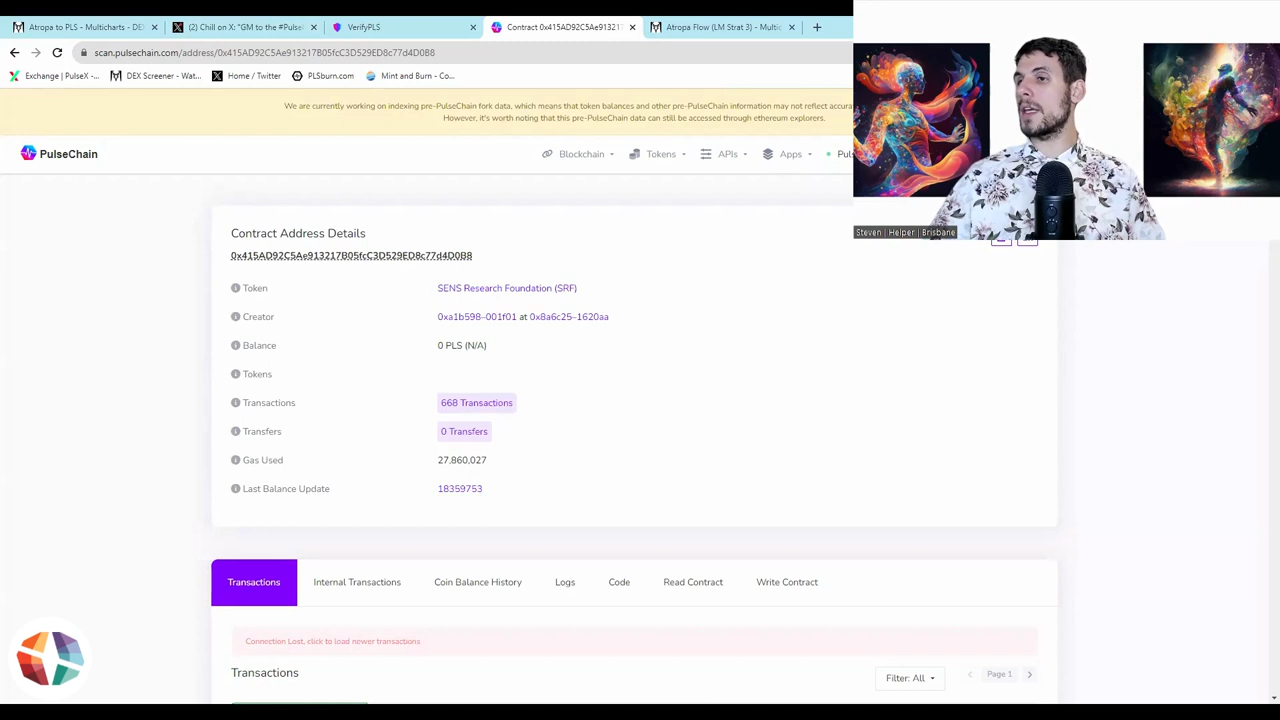 Atropa to PLS - Multicharts - DE
(2) Chill on X: "GM to the #Pulse
VerifyPLS
Contract 0x415AD92C5Ae913217
Atropa Flow (LM Strat 3) - Multic
scan.pulsechain.com/address/0x415AD92C5Ae913217B05fcC3D529ED8c77d4D0B8
Exchange | PulseX
DEX Screener - Wat...
Home / Twitter
PLSburn.com
Mint and Burn - Co...
We are currently working on indexing pre-PulseChain fork data, which means that token balances and other pre-PulseChain information may not reflect accura
However, it's worth noting that this pre-PulseChain data can still be accessed through ethereum explorers.
PulseChain
Blockchain
Tokens
APIs
Apps
Pul
Steven | Helper | Brisbane
Contract Address Details
0x415AD92C5Ae913217B05fcC3D529ED8c77d4D0B8
Token
SENS Research Foundation (SRF)
Creator
0xa1b598–001f01 at 0x8a6c25–1620aa
Balance
0 PLS (N/A)
Tokens
Transactions
668 Transactions
Transfers
0 Transfers
Gas Used
27,860,027
Last Balance Update
18359753
Transactions
Internal Transactions
Coin Balance History
Logs
Code
Read Contract
Write Contract
Connection Lost, click to load newer transactions
Transactions
Filter: All
Page 1